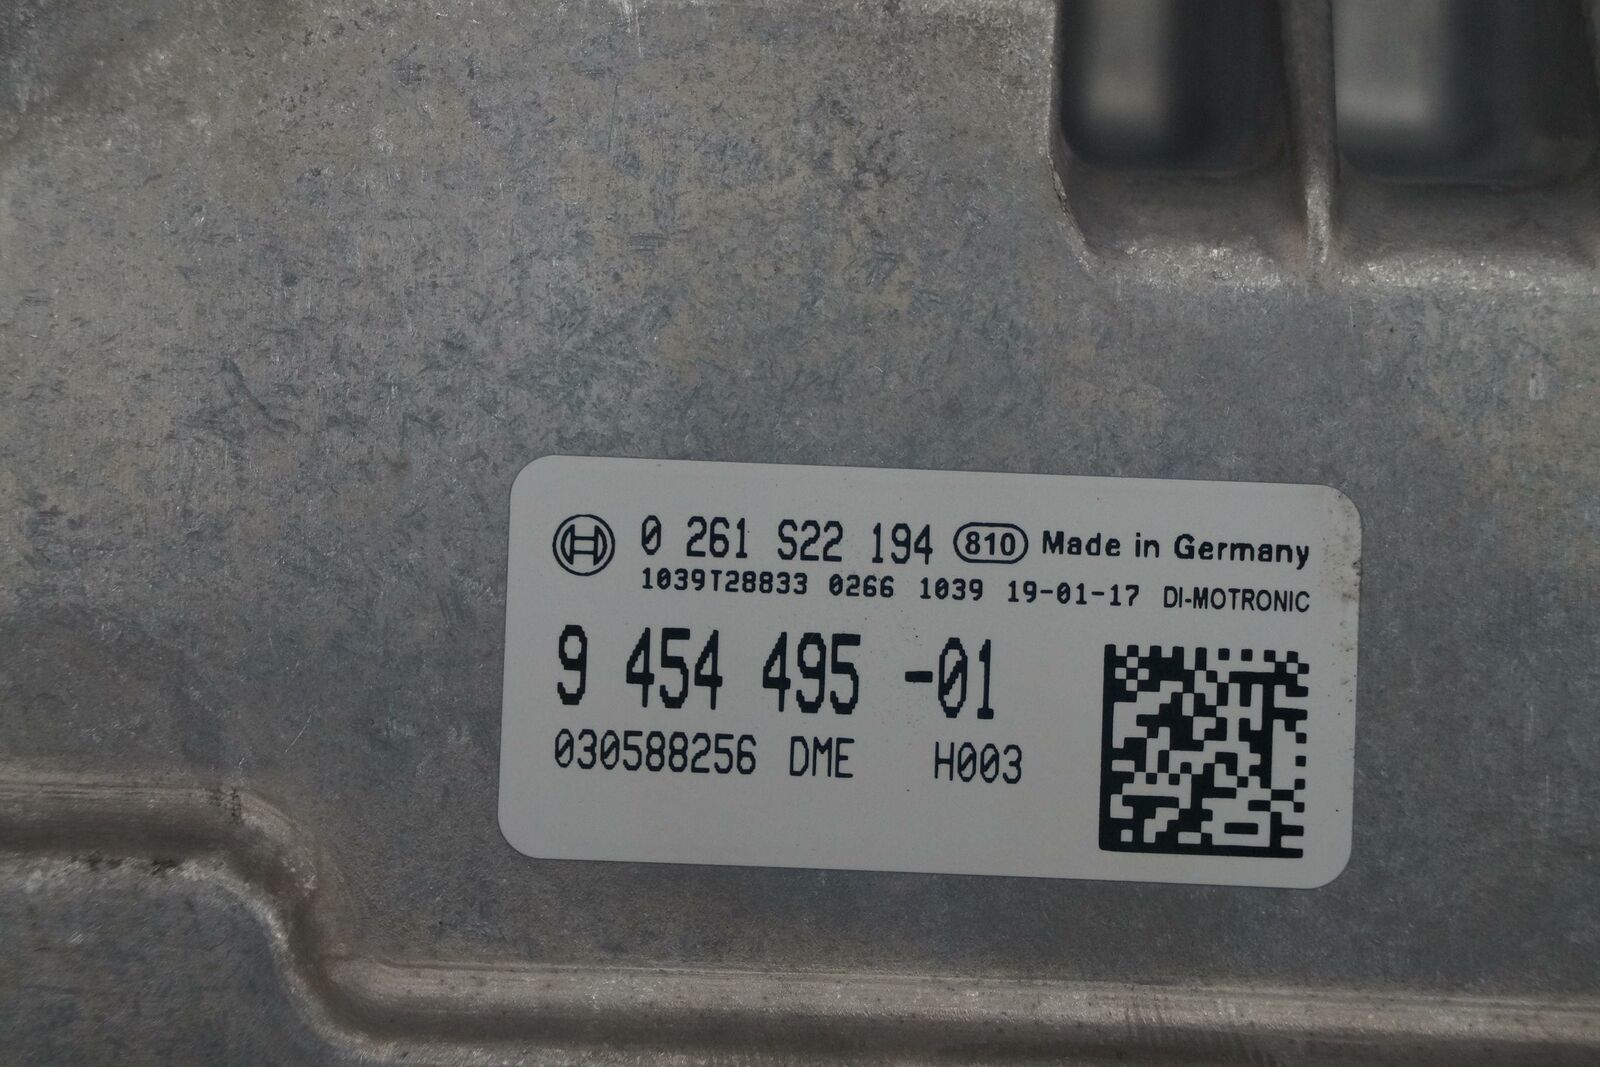 0 261 S22 194 810 Made in Germany
1039T28833 0266 1039 19-01-17 DI-MOTRONIC
9 454 495 -01
030588256 DME H003